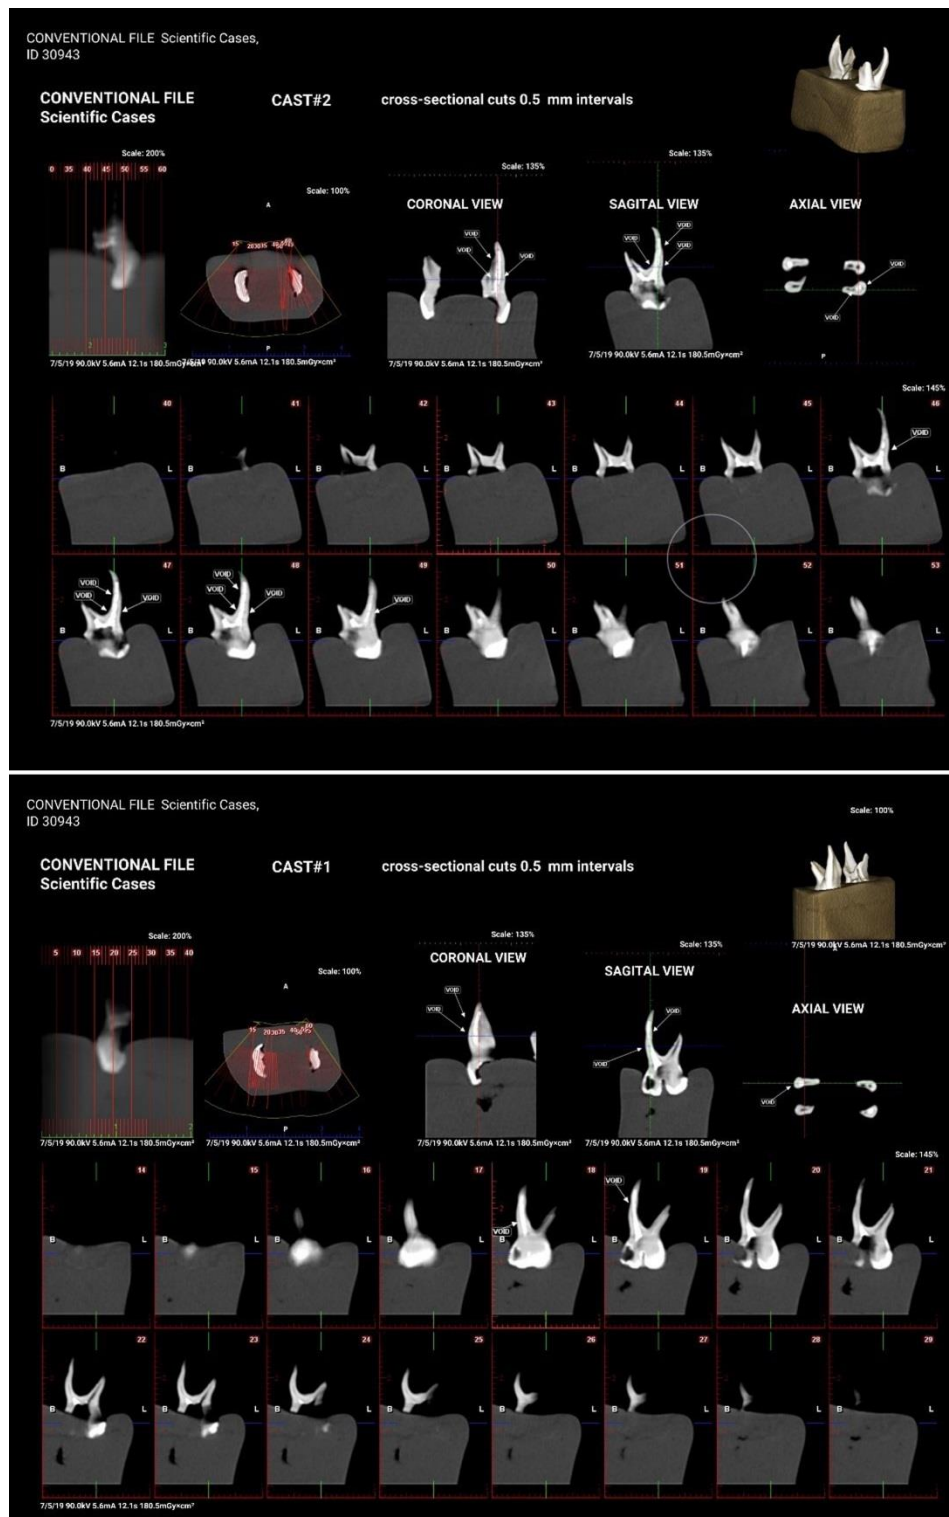 CONVENTIONAL FILE Scientific Cases,
ID 30943
CONVENTIONAL FILE
Scientific Cases
CAST#2
cross-sectional cuts 0.5 mm intervals
Scale: 200%
Scale: 100%
Scale: 135%
Scale: 135%
CORONAL VIEW
SAGITAL VIEW
AXIAL VIEW
A
P
VOID
VOID
VOID
VOID
VOID
VOID
VOID
VOID
P
7/5/19 90.0kV 5.6mA 12.1s 180.5mGy×cm²
7/5/19 90.0kV 5.6mA 12.1s 180.5mGy×cm²
7/5/19 90.0kV 5.6mA 12.1s 180.5mGy×cm²
7/5/19 90.0kV 5.6mA 12.1s 180.5mGy×cm²
Scale: 145%
40 41 42 43 44 45 46
B L B L B L B L B L B L B L
VOID
47 48 49 50 51 52 53
VOID VOID VOID VOID VOID VOID VOID
B L B L B L B L B L B L B L
7/5/19 90.0kV 5.6mA 12.1s 180.5mGy×cm²
CONVENTIONAL FILE Scientific Cases,
ID 30943
Scale: 100%
CONVENTIONAL FILE
Scientific Cases
CAST#1
cross-sectional cuts 0.5 mm intervals
Scale: 200%
5 10 15 20 25 30 35 40
Scale: 100%
Scale: 135%
Scale: 135%
CORONAL VIEW
SAGITAL VIEW
AXIAL VIEW
A
P
VOID
VOID
VOID
VOID
VOID
7/5/19 90.0kV 5.6mA 12.1s 180.5mGy×cm²
7/5/19 90.0kV 5.6mA 12.1s 180.5mGy×cm²
7/5/19 90.0kV 5.6mA 12.1s 180.5mGy×cm²
7/5/19 90.0kV 5.6mA 12.1s 180.5mGy×cm²
7/5/19 90.0kV 5.6mA 12.1s 180.5mGy×cm²
Scale: 145%
14 15 16 17 18 19 20 21
VOID VOID
B L B L B L B L B L B L B L B L
22 23 24 25 26 27 28 29
B L B L B L B L B L B L B L B L
7/5/19 90.0kV 5.6mA 12.1s 180.5mGy×cm²